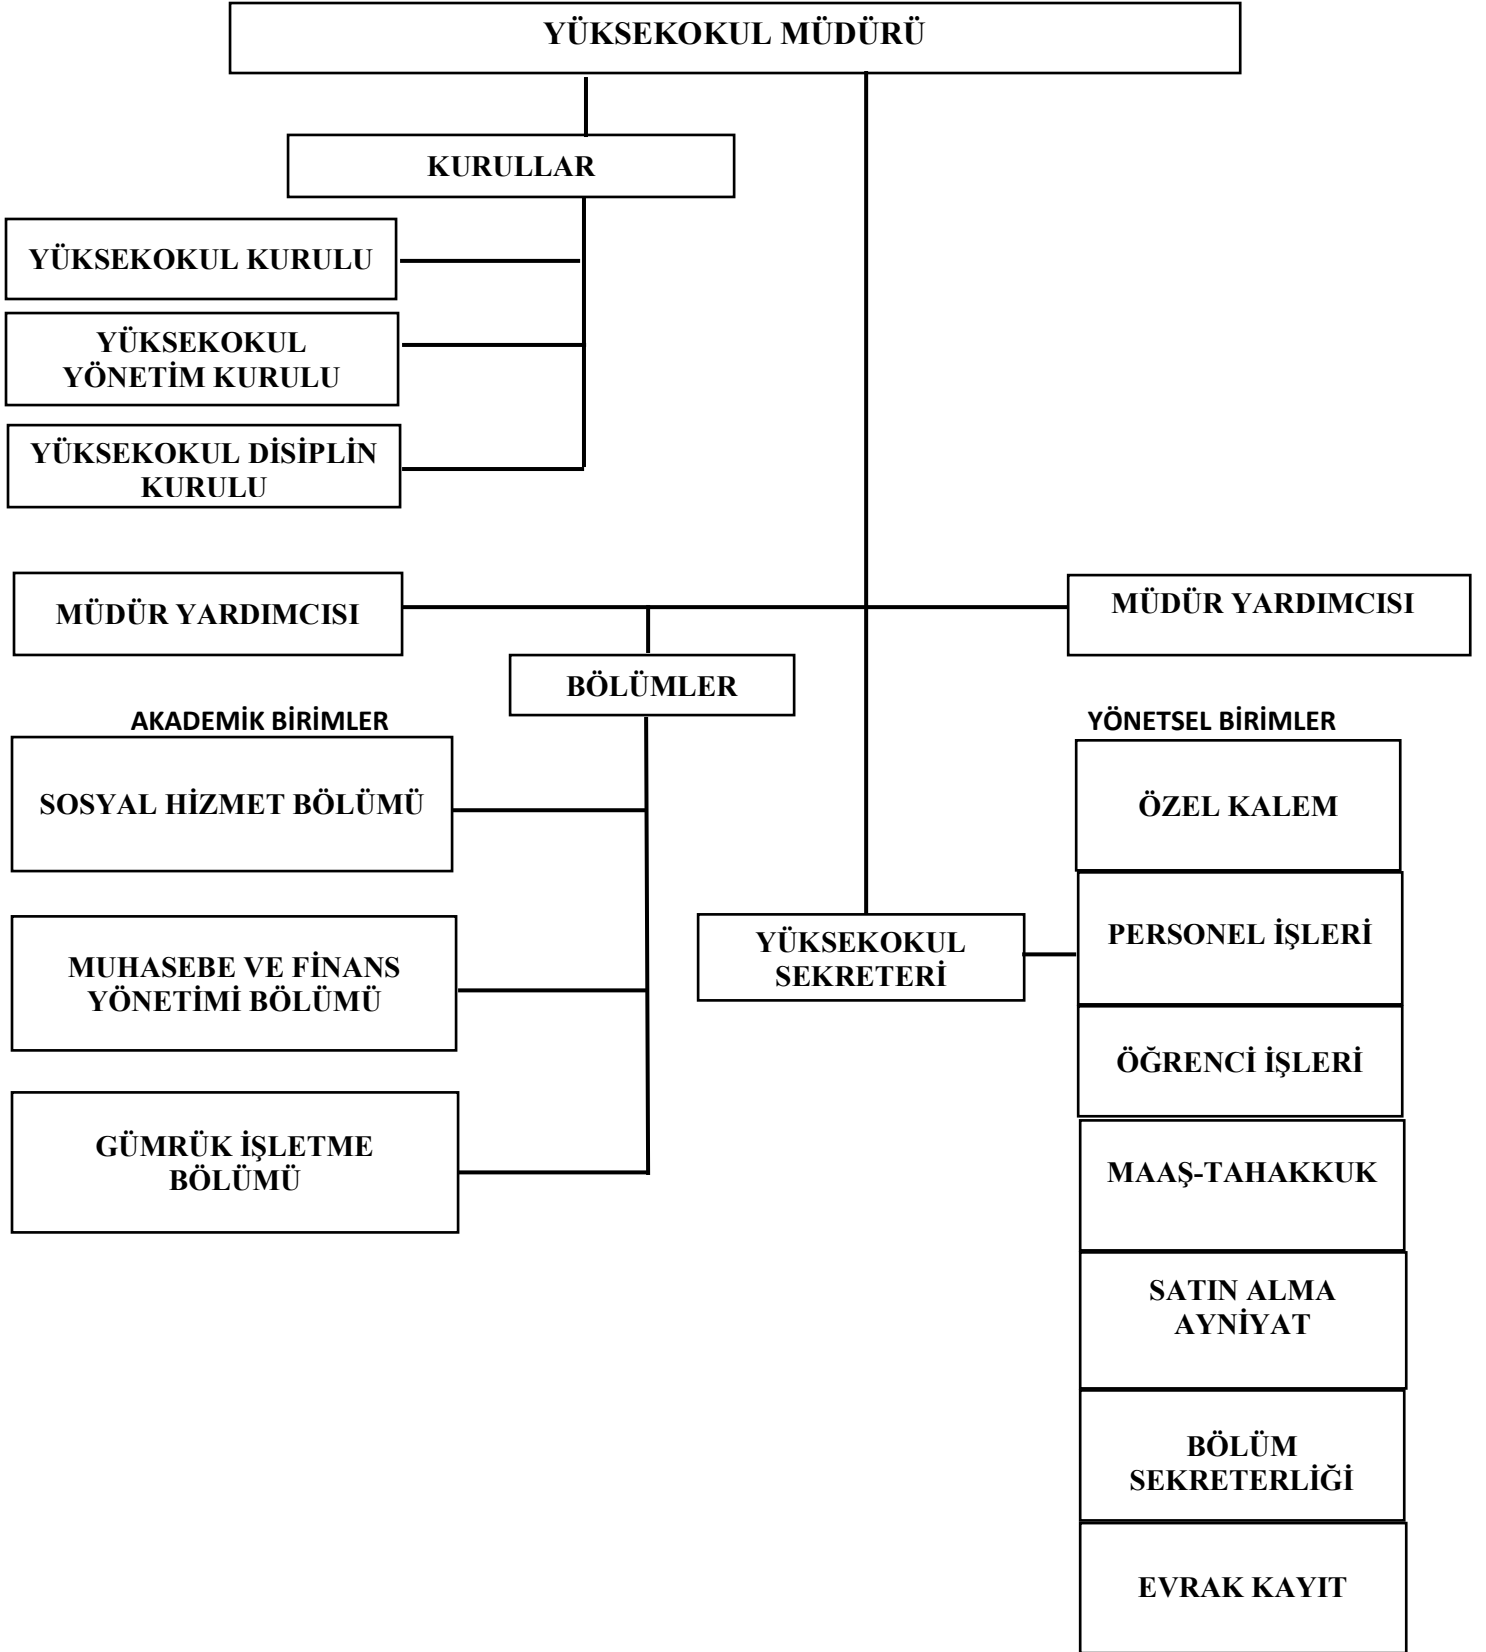 YÜKSEKOKUL MÜDÜRÜ
KURULLAR
YÜKSEKOKUL KURULU
YÜKSEKOKUL
YÖNETİM KURULU
YÜKSEKOKUL DİSİPLİN
KURULU
MÜDÜR YARDIMCISI
MÜDÜR YARDIMCISI
BÖLÜMLER
AKADEMİK BİRİMLER
SOSYAL HİZMET BÖLÜMÜ
MUHASEBE VE FİNANS
YÖNETİMİ BÖLÜMÜ
GÜMRÜK İŞLETME
BÖLÜMÜ
YÜKSEKOKUL
SEKRETERİ
YÖNETSEL BİRİMLER
ÖZEL KALEM
PERSONEL İŞLERİ
ÖĞRENCİ İŞLERİ
MAAŞ-TAHAKKUK
SATIN ALMA
AYNİYAT
BÖLÜM
SEKRETERLİĞİ
EVRAK KAYIT